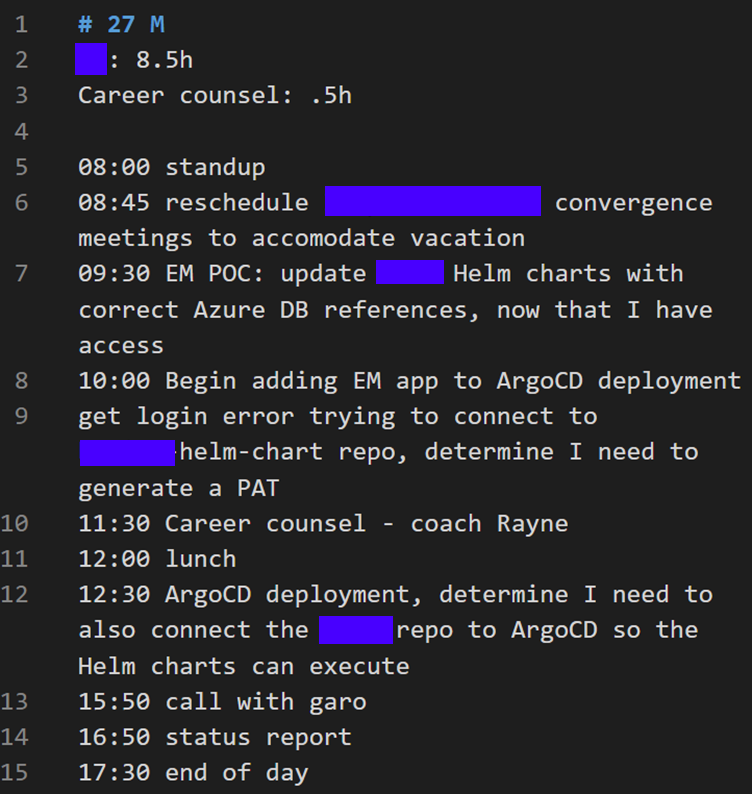 1 # 27 M
2 : 8.5h
3 Career counsel: .5h
4
5 08:00 standup
6 08:45 reschedule convergence
meetings to accomodate vacation
7 09:30 EM POC: update Helm charts with
correct Azure DB references, now that I have
access
8 10:00 Begin adding EM app to ArgoCD deployment
9 get login error trying to connect to
-helm-chart repo, determine I need to
generate a PAT
10 11:30 Career counsel - coach Rayne
11 12:00 lunch
12 12:30 ArgoCD deployment, determine I need to
also connect the repo to ArgoCD so the
Helm charts can execute
13 15:50 call with garo
14 16:50 status report
15 17:30 end of day